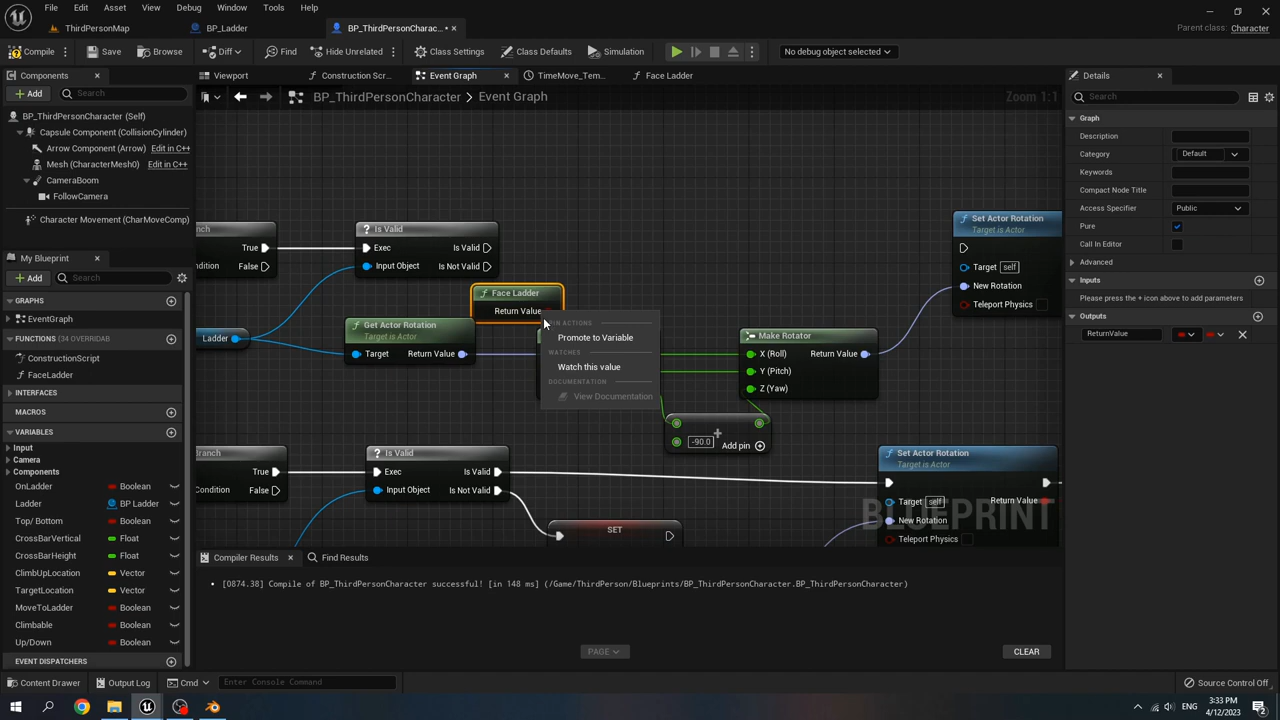 File Edit Asset View Debug Window Tools Help
ThirdPersonMap BP_Ladder BP_ThirdPersonCharac... Parent class: Character
Compile Save Browse Diff Find Hide Unrelated Class Settings Class Defaults Simulation No debug object selected
Components Viewport Construction Scr... Event Graph TimeMove_Tem... Face Ladder Details
Add Search BP_ThirdPersonCharacter > Event Graph Zoom 1:1 Search
BP_ThirdPersonCharacter (Self)
Capsule Component (CollisionCylinder)
Arrow Component (Arrow) Edit in C++
Mesh (CharacterMesh0) Edit in C++
CameraBoom
FollowCamera
Character Movement (CharMoveComp)
My Blueprint
Add Search
GRAPHS
EventGraph
FUNCTIONS (34 OVERRIDAB
ConstructionScript
FaceLadder
INTERFACES
MACROS
VARIABLES
Input
Camera
Components
OnLadder Boolean
Ladder BP Ladder
Top/ Bottom Boolean
CrossBarVertical Float
CrossBarHeight Float
ClimbUpLocation Vector
TargetLocation Vector
MoveToLadder Boolean
Climbable Boolean
Up/Down Boolean
EVENT DISPATCHERS
ranch
True
ondition False
? Is Valid
Exec Is Valid
Input Object Is Not Valid
Face Ladder
Return Value
Ladder
Get Actor Rotation
Target is Actor
Target Return Value
Promote to Variable
WATCHES
Watch this value
DOCUMENTATION
View Documentation
Make Rotator
X (Roll) Return Value
Y (Pitch)
Z (Yaw)
-90.0 Add pin
Set Actor Rotation
Target is Actor
Target self
New Rotation
Teleport Physics
Branch
True
ondition False
? Is Valid
Exec Is Valid
Input Object Is Not Valid
SET
Set Actor Rotation
Target is Actor
Target self Return Value
New Rotation
Teleport Physics
BLUEPRINT
Graph
Description
Category Default
Keywords
Compact Node Title
Access Specifier Public
Pure
Call In Editor
Advanced
Inputs
Please press the + icon above to add parameters
Outputs
ReturnValue
Compiler Results Find Results
[0874.38] Compile of BP_ThirdPersonCharacter successful! [in 148 ms] (/Game/ThirdPerson/Blueprints/BP_ThirdPersonCharacter.BP_ThirdPersonCharacter)
PAGE CLEAR
Content Drawer Output Log Cmd Enter Console Command Source Control Off
3:33 PM
4/12/2023